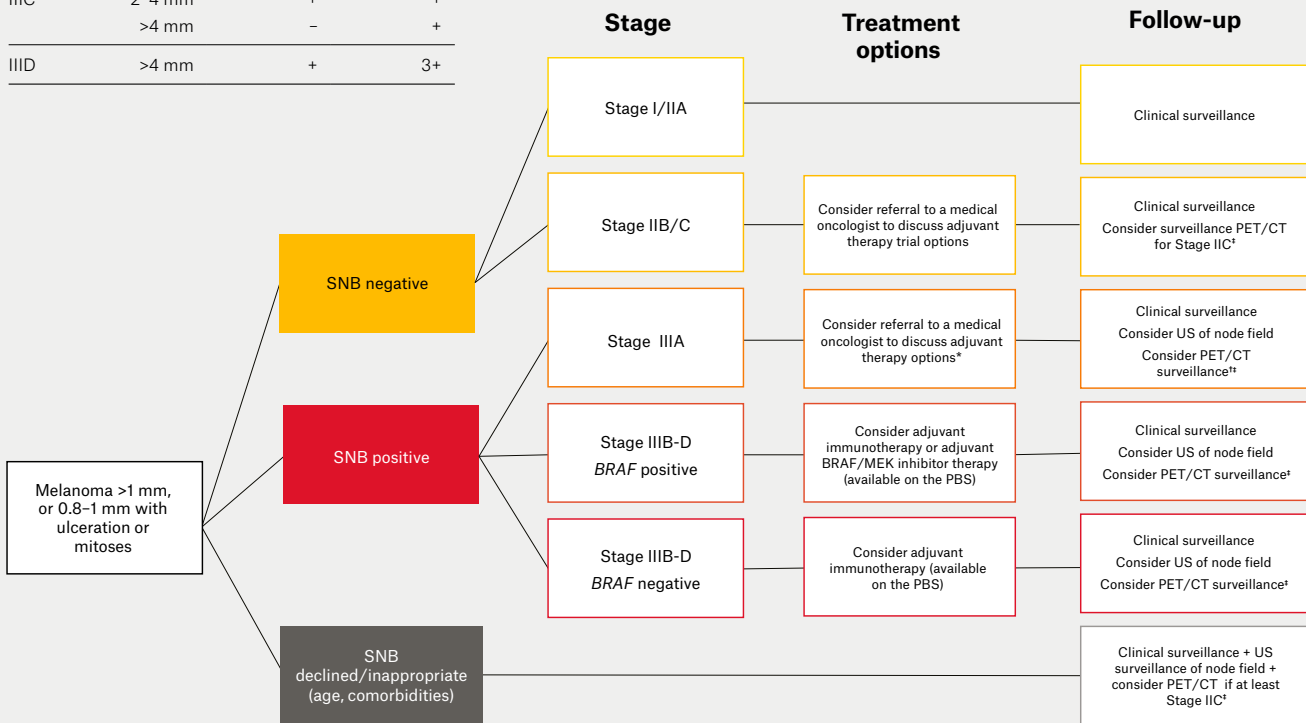 IIIC 2–4 mm + +
>4 mm – +
IIID >4 mm + 3+
Stage
Treatment
options
Follow-up
Stage I/IIA
Clinical surveillance
Stage IIB/C
Consider referral to a medical
oncologist to discuss adjuvant
therapy trial options
Clinical surveillance
Consider surveillance PET/CT
for Stage IIC‡
SNB negative
Stage IIIA
Consider referral to a medical
oncologist to discuss adjuvant
therapy options*
Clinical surveillance
Consider US of node field
Consider PET/CT
surveillance†‡
SNB positive
Stage IIIB-D
BRAF positive
Consider adjuvant
immunotherapy or adjuvant
BRAF/MEK inhibitor therapy
(available on the PBS)
Clinical surveillance
Consider US of node field
Consider PET/CT surveillance‡
Melanoma >1 mm,
or 0.8–1 mm with
ulceration or
mitoses
Stage IIIB-D
BRAF negative
Consider adjuvant
immunotherapy (available
on the PBS)
Clinical surveillance
Consider US of node field
Consider PET/CT surveillance‡
SNB
declined/inappropriate
(age, comorbidities)
Clinical surveillance + US
surveillance of node field +
consider PET/CT if at least
Stage IIC‡